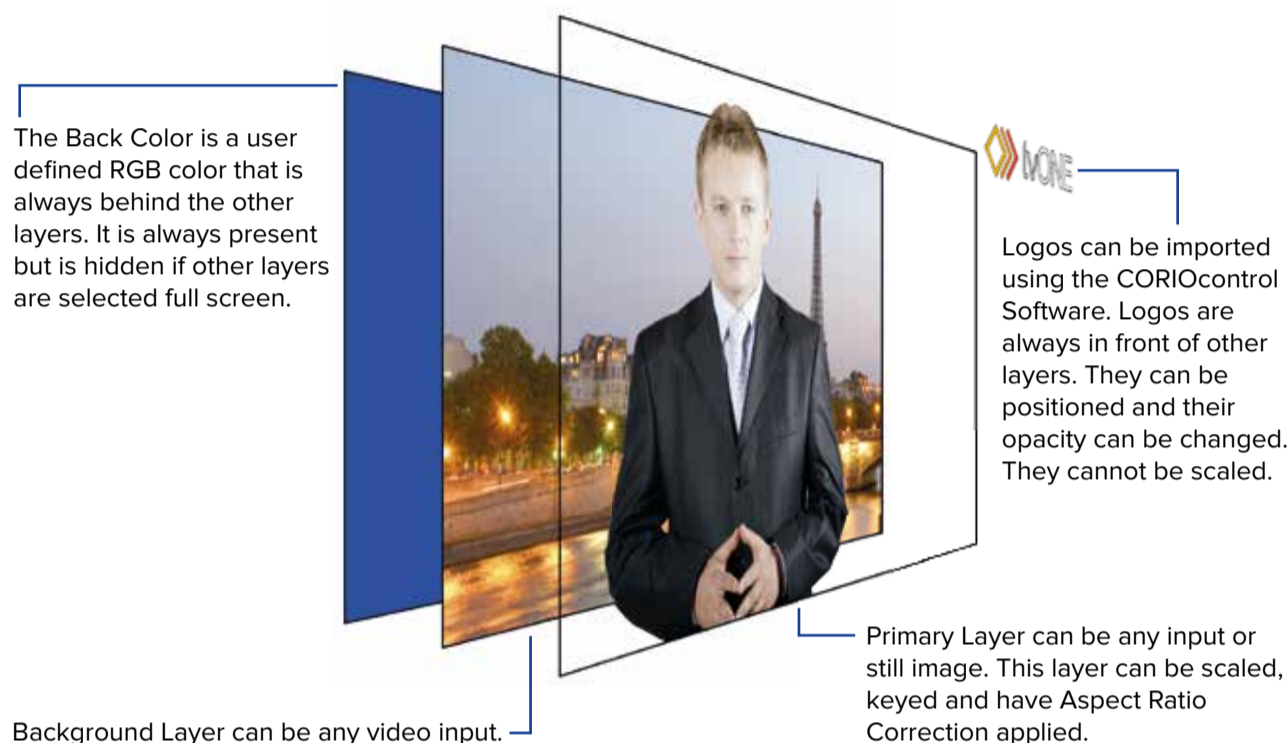 The Back Color is a user
defined RGB color that is
always behind the other
layers. It is always present
but is hidden if other layers
are selected full screen.
tvONE
Logos can be imported
using the CORIOcontrol
Software. Logos are
always in front of other
layers. They can be
positioned and their
opacity can be changed.
They cannot be scaled.
Primary Layer can be any input or
still image. This layer can be scaled,
keyed and have Aspect Ratio
Correction applied.
Background Layer can be any video input.